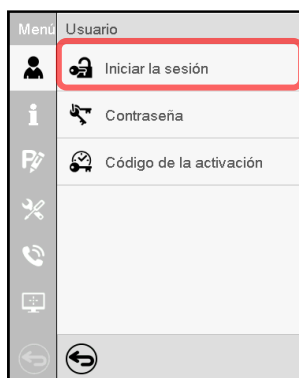 Menú
Usuario
Iniciar la sesión
Contraseña
Código de la activación